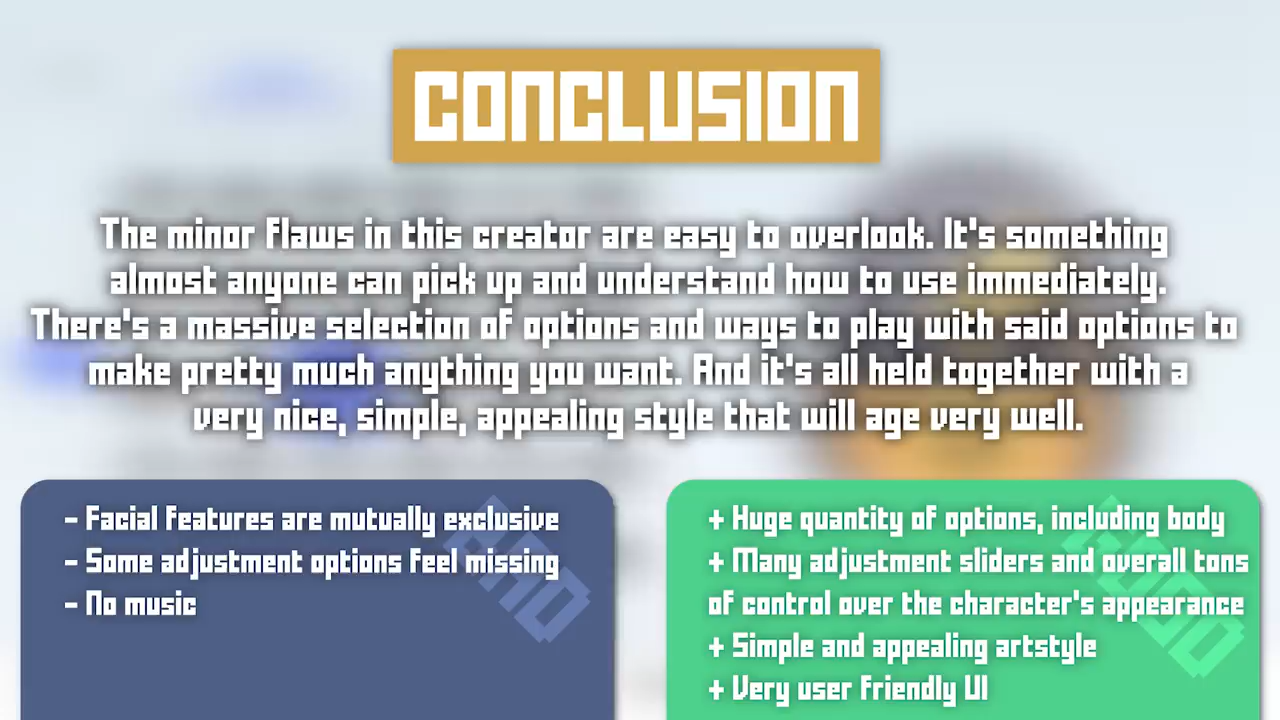 CONCLUSION
The minor flaws in this creator are easy to overlook. It's something
almost anyone can pick up and understand how to use immediately.
There's a massive selection of options and ways to play with said options to
make pretty much anything you want. And it's all held together with a
very nice, simple, appealing style that will age very well.
- Facial features are mutually exclusive
- Some adjustment options feel missing
- No music
BAD
+ Huge quantity of options, including body
+ Many adjustment sliders and overall tons
of control over the character's appearance
+ Simple and appealing artstyle
+ Very user friendly UI
GOOD